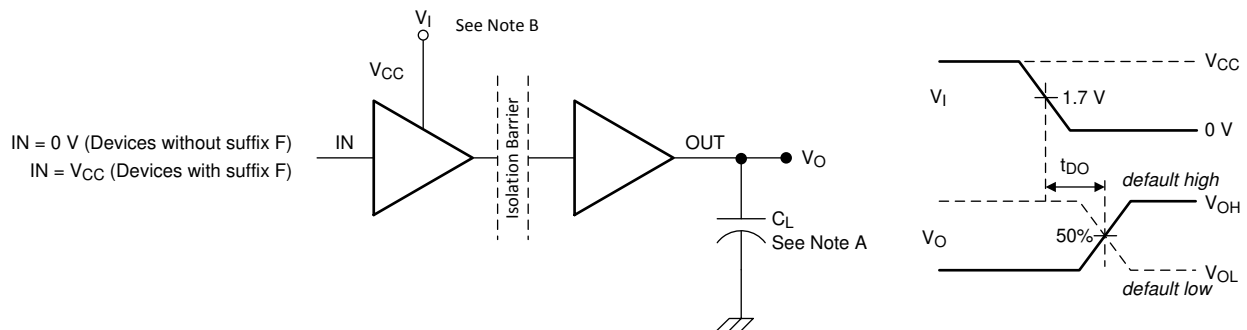 V_I
See Note B
V_CC
IN = 0 V (Devices without suffix F)
IN = V_CC (Devices with suffix F)
IN
Isolation Barrier
OUT
V_O
C_L
See Note A
V_CC
V_I
1.7 V
0 V
t_DO
default high
V_OH
V_O
50%
V_OL
default low